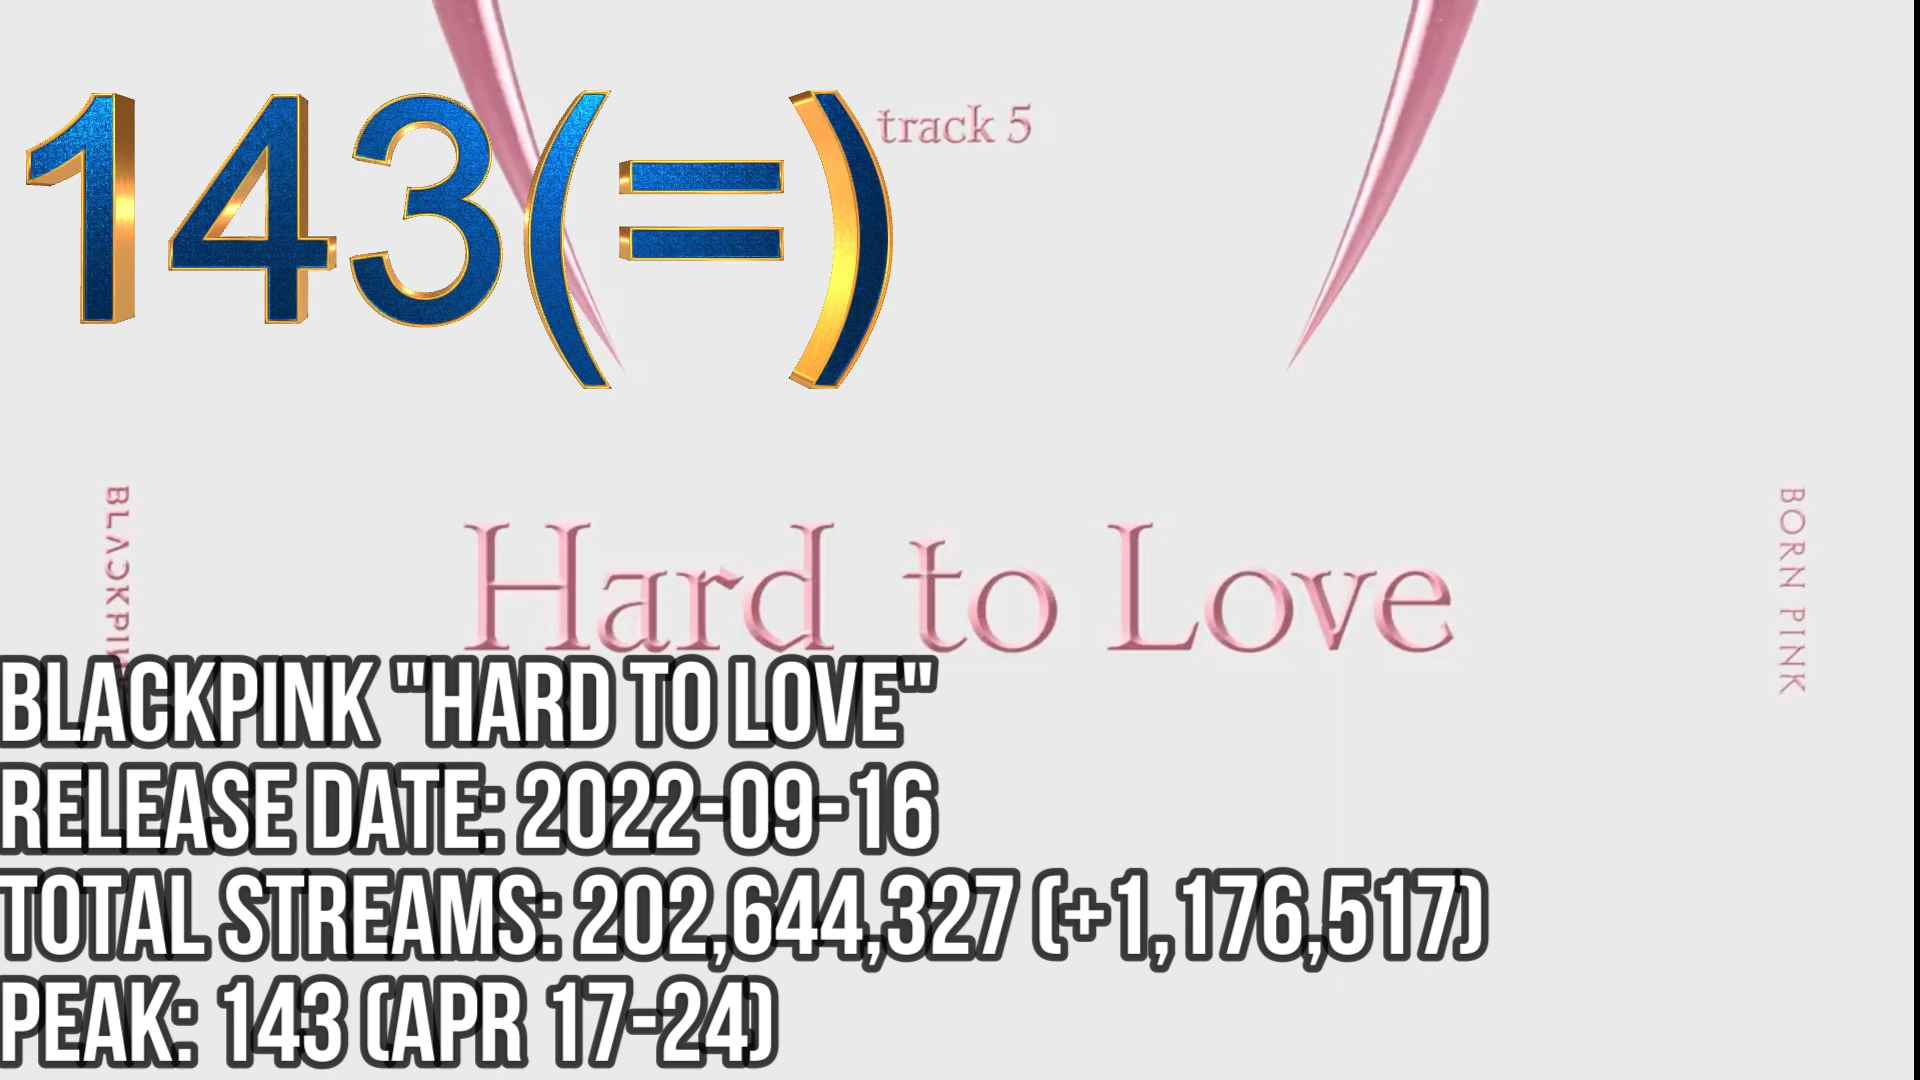 143(=)
track 5
Hard to Love
BORN PINK
BLACKPINK "HARD TO LOVE"
RELEASE DATE: 2022-09-16
TOTAL STREAMS: 202,644,327 (+1,176,517)
PEAK: 143 (APR 17-24)